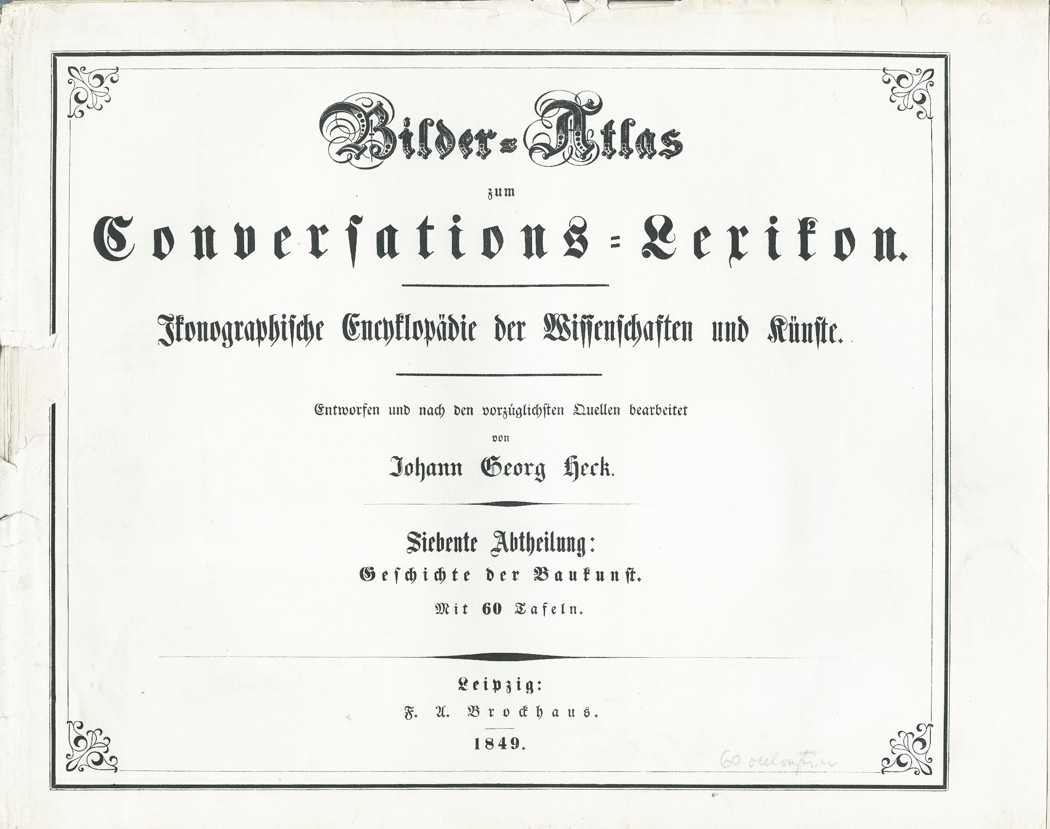 Bilder-Atlas
zum
Conversations-Lexikon.
Ikonographische Encyklopädie der Wissenschaften und Künste.
Entworfen und nach den vorzüglichsten Quellen bearbeitet
von
Johann Georg Heck.
Siebente Abtheilung:
Geschichte der Baukunst.
Mit 60 Tafeln.
Leipzig:
F. A. Brockhaus.
1849.
60